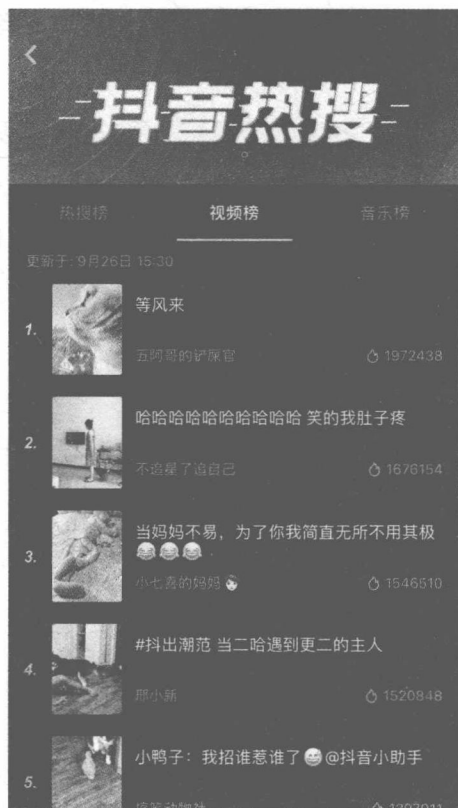 抖音热搜
热搜榜 视频榜 音乐榜
更新于: 9月26日 15:30
1.
等风来
五阿哥的铲屎官 1972438
2.
哈哈哈哈哈哈哈哈哈哈 笑的我肚子疼
不追星了追自己 1676154
3.
当妈妈不易，为了你我简直无所不用其极
😂😂😂
小七喜的妈妈 1546510
4.
#抖出潮范 当二哈遇到更二的主人
邢小新 1520848
5.
小鸭子：我招谁惹谁了😂@抖音小助手